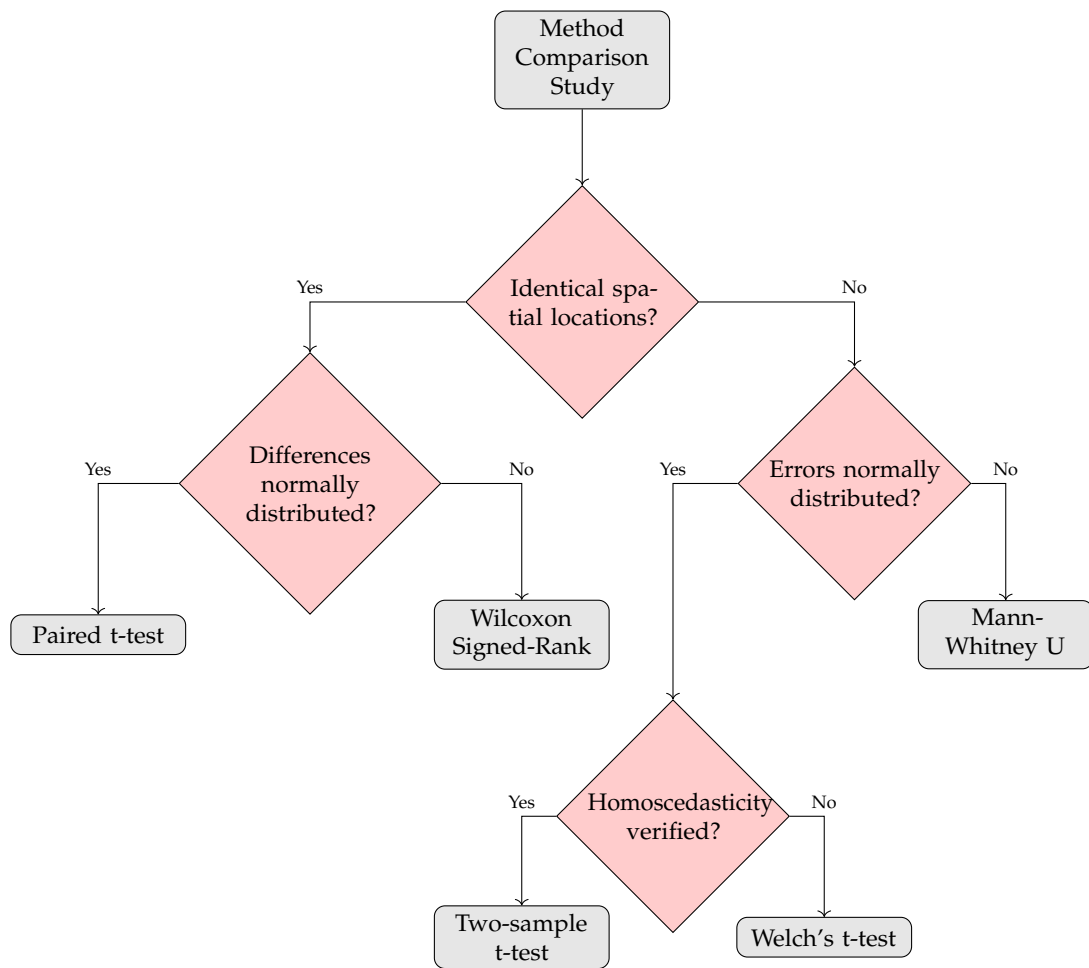 Method
Comparison
Study
Identical spa-
tial locations?
Yes
No
Differences
normally
distributed?
Errors normally
distributed?
Yes
No
Yes
No
Paired t-test
Wilcoxon
Signed-Rank
Mann-
Whitney U
Homoscedasticity
verified?
Yes
No
Two-sample
t-test
Welch's t-test